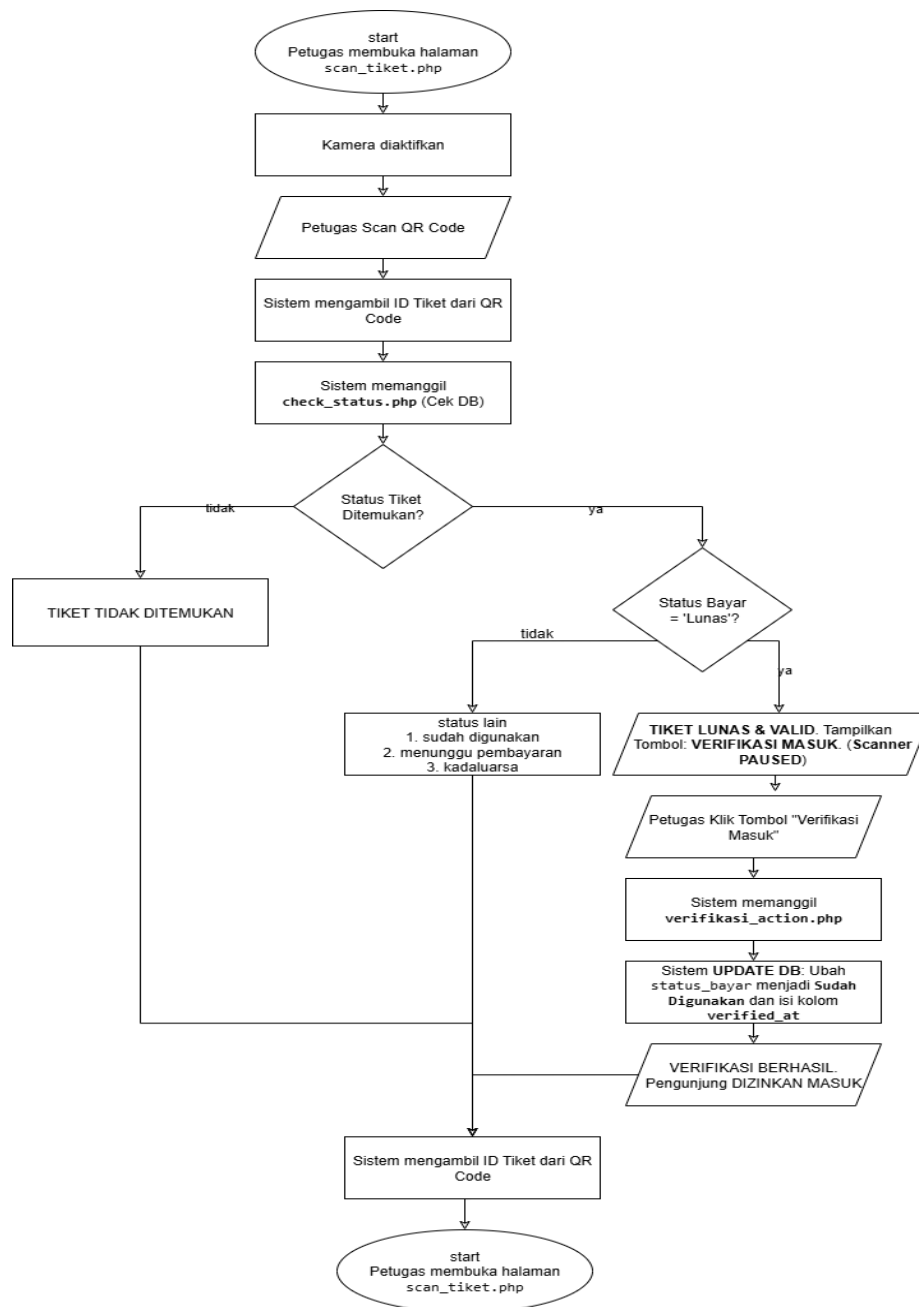 start
Petugas membuka halaman
scan_tiket.php
Kamera diaktifkan
Petugas Scan QR Code
Sistem mengambil ID Tiket dari QR
Code
Sistem memanggil
check_status.php (Cek DB)
Status Tiket
Ditemukan?
tidak
ya
TIKET TIDAK DITEMUKAN
Status Bayar
= 'Lunas'?
tidak
ya
status lain
1. sudah digunakan
2. menunggu pembayaran
3. kadaluarsa
TIKET LUNAS & VALID. Tampilkan
Tombol: VERIFIKASI MASUK. (Scanner
PAUSED)
Petugas Klik Tombol "Verifikasi
Masuk"
Sistem memanggil
verifikasi_action.php
Sistem UPDATE DB: Ubah
status_bayar menjadi Sudah
Digunakan dan isi kolom
verified_at
VERIFIKASI BERHASIL.
Pengunjung DIZINKAN MASUK
Sistem mengambil ID Tiket dari QR
Code
start
Petugas membuka halaman
scan_tiket.php